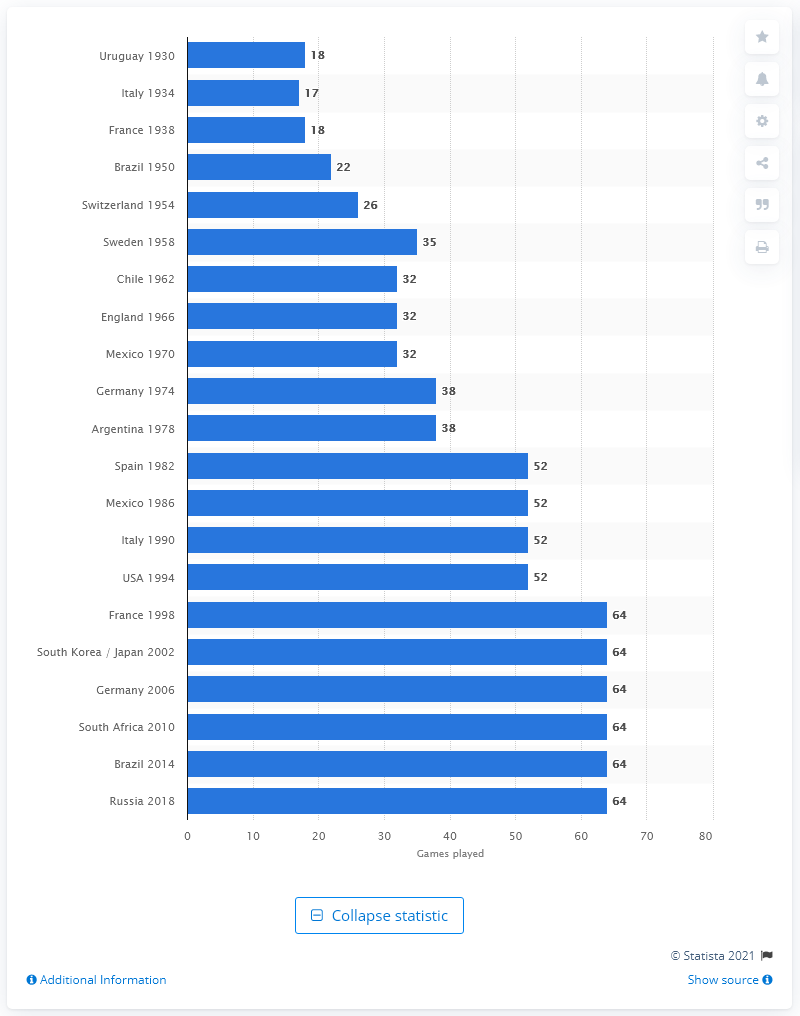 Uruguay 1930 18
Italy 1934 17
France 1938 18
Brazil 1950 22
Switzerland 1954 26
Sweden 1958 35
Chile 1962 32
England 1966 32
Mexico 1970 32
Germany 1974 38
Argentina 1978 38
Spain 1982 52
Mexico 1986 52
Italy 1990 52
USA 1994 52
France 1998 64
South Korea / Japan 2002 64
Germany 2006 64
South Africa 2010 64
Brazil 2014 64
Russia 2018 64
0 10 20 30 40 50 60 70 80
Games played
Collapse statistic
© Statista 2021
Additional Information Show source